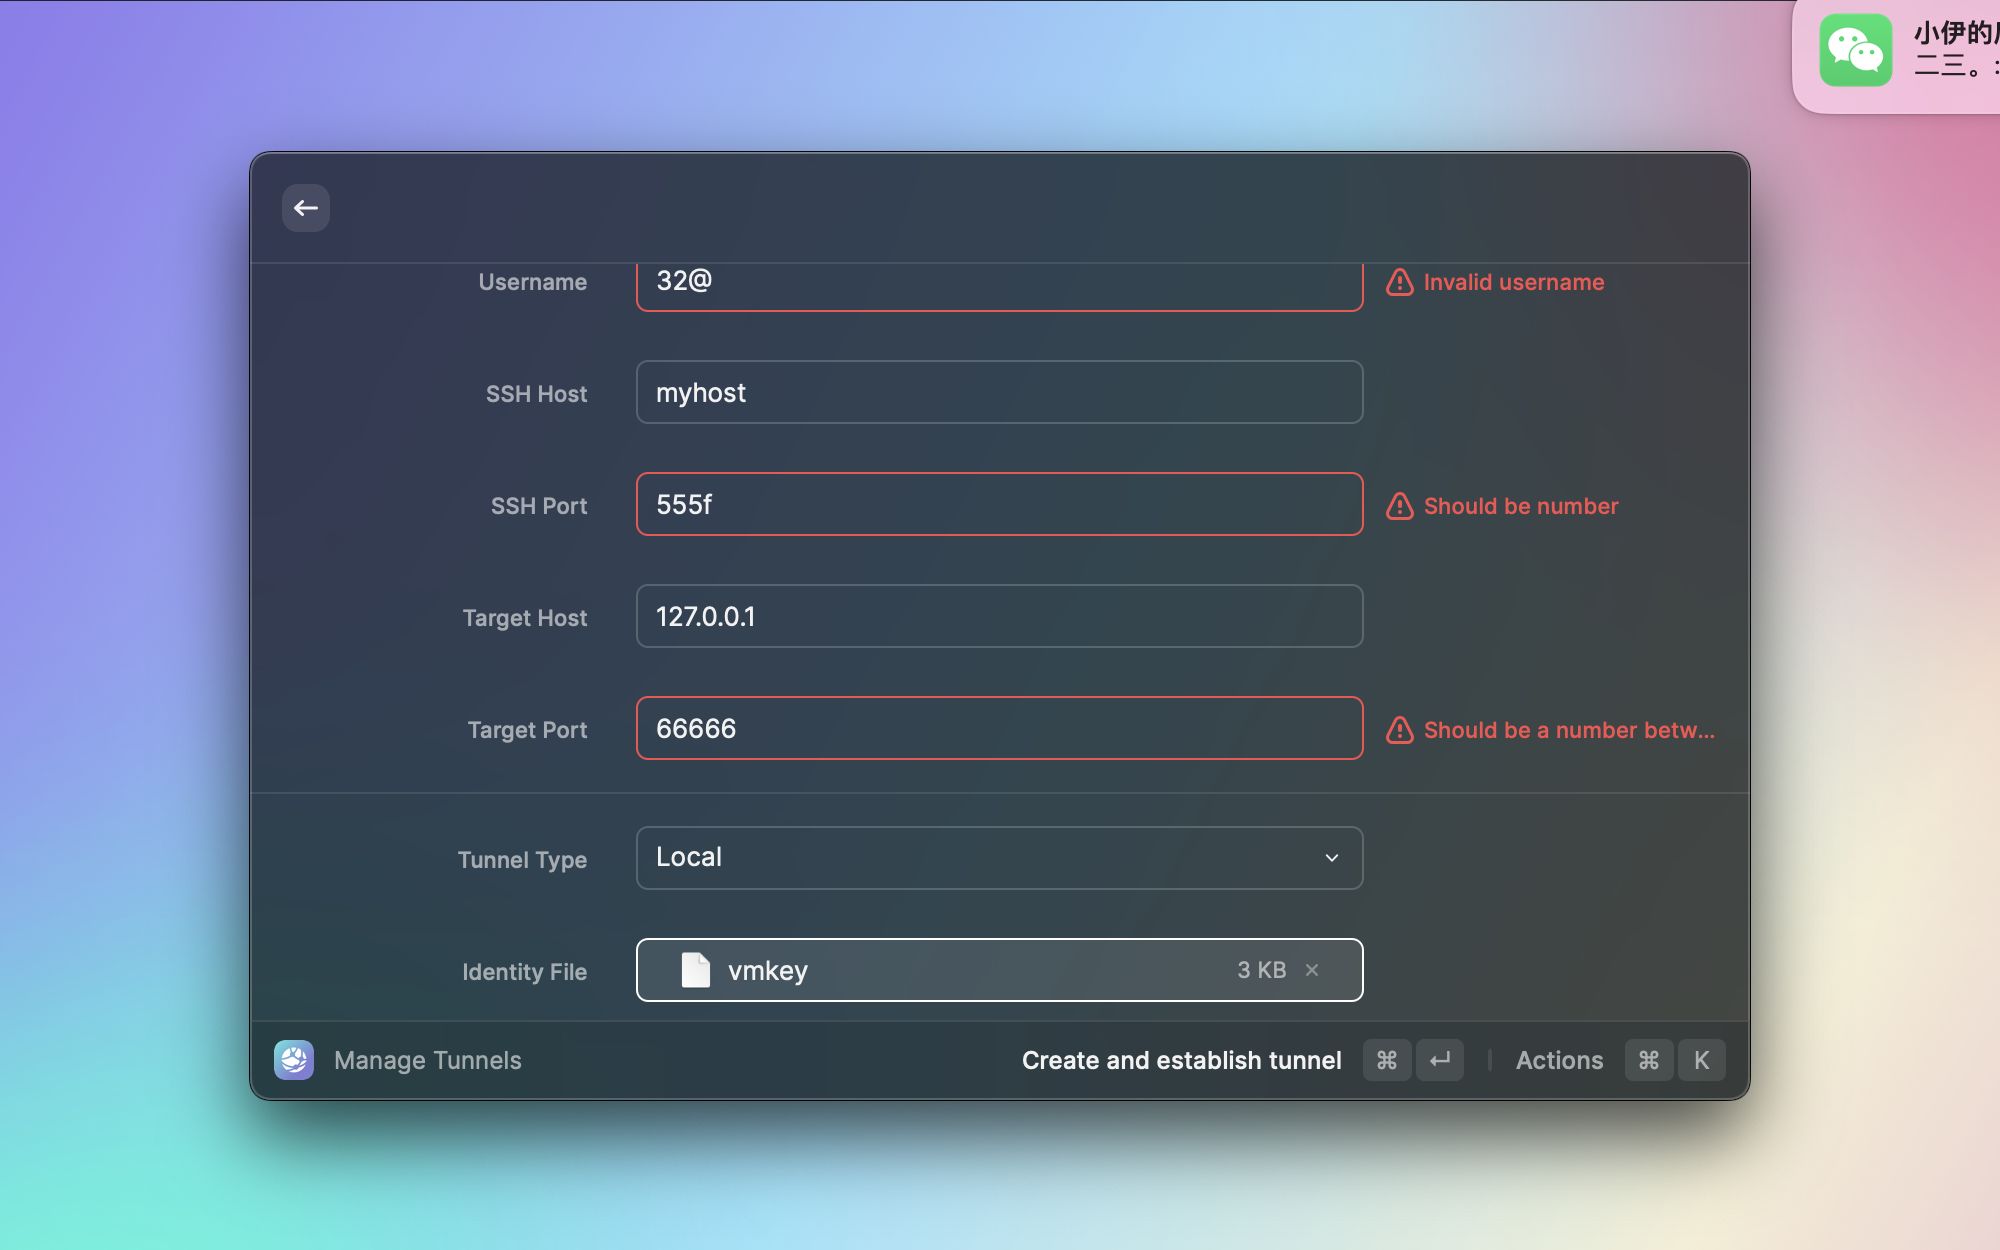 小伊的
二三。:
Username
32@
Invalid username
SSH Host
myhost
SSH Port
555f
Should be number
Target Host
127.0.0.1
Target Port
66666
Should be a number betw...
Tunnel Type
Local
Identity File
vmkey
3 KB ×
Manage Tunnels
Create and establish tunnel ⌘ ↵ | Actions ⌘ K